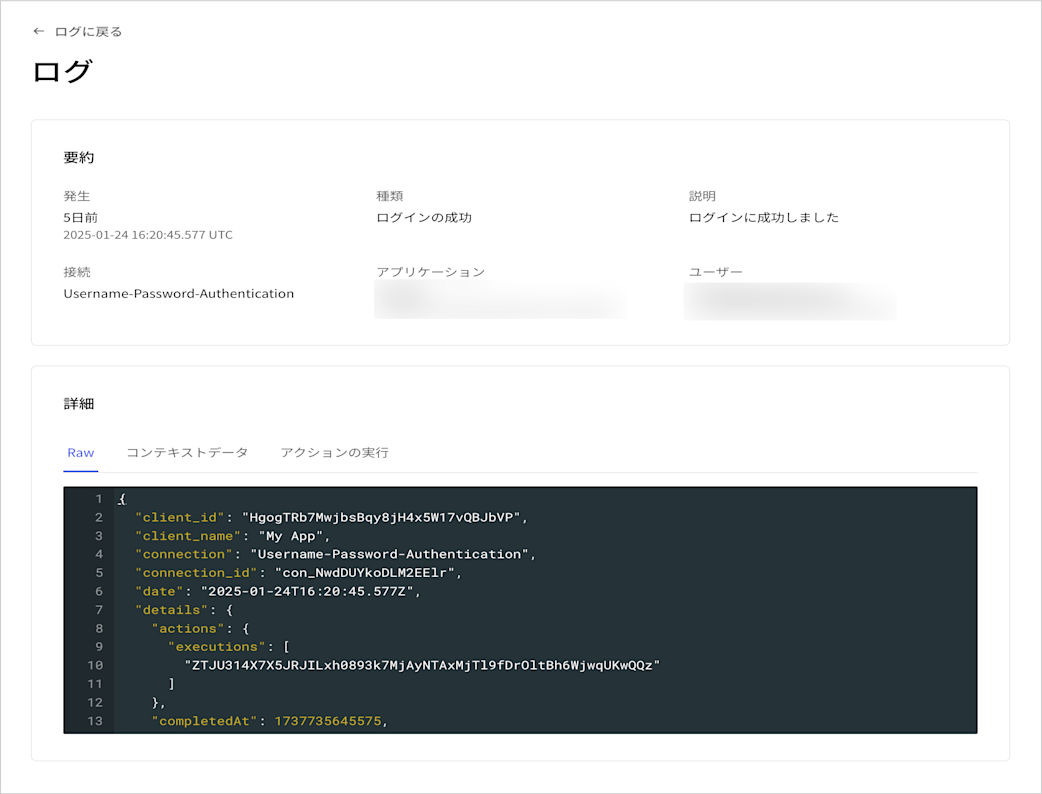 ← ログに戻る
ログ
要約
発生 種類 説明
5日前 ログインの成功 ログインに成功しました
2025-01-24 16:20:45.577 UTC
接続 アプリケーション ユーザー
Username-Password-Authentication
詳細
Raw コンテキストデータ アクションの実行
1 {
2 "client_id": "HgogTRb7MwjbsBqy8jH4x5W17vQBJbVP",
3 "client_name": "My App",
4 "connection": "Username-Password-Authentication",
5 "connection_id": "con_NwdDUYkoDLM2EElr",
6 "date": "2025-01-24T16:20:45.577Z",
7 "details": {
8 "actions": {
9 "executions": [
10 "ZTJU314X7X5JRJILxh0893k7MjAyNTAxMjTl9fDrOltBh6WjwqUKwQQz"
11 ]
12 },
13 "completedAt": 1737735645575,